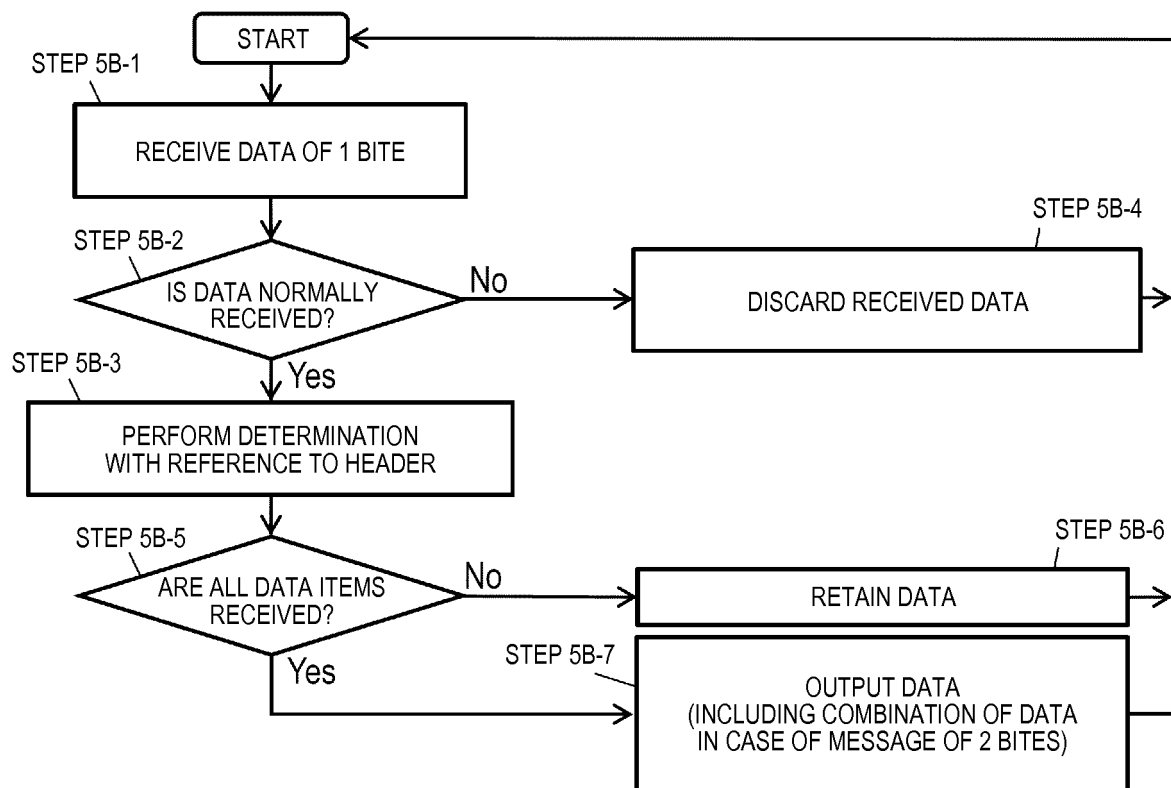 START
STEP 5B-1
RECEIVE DATA OF 1 BITE
STEP 5B-2
IS DATA NORMALLY
RECEIVED?
No
STEP 5B-4
DISCARD RECEIVED DATA
Yes
STEP 5B-3
PERFORM DETERMINATION
WITH REFERENCE TO HEADER
STEP 5B-5
ARE ALL DATA ITEMS
RECEIVED?
No
STEP 5B-6
RETAIN DATA
Yes
STEP 5B-7
OUTPUT DATA
(INCLUDING COMBINATION OF DATA
IN CASE OF MESSAGE OF 2 BITES)